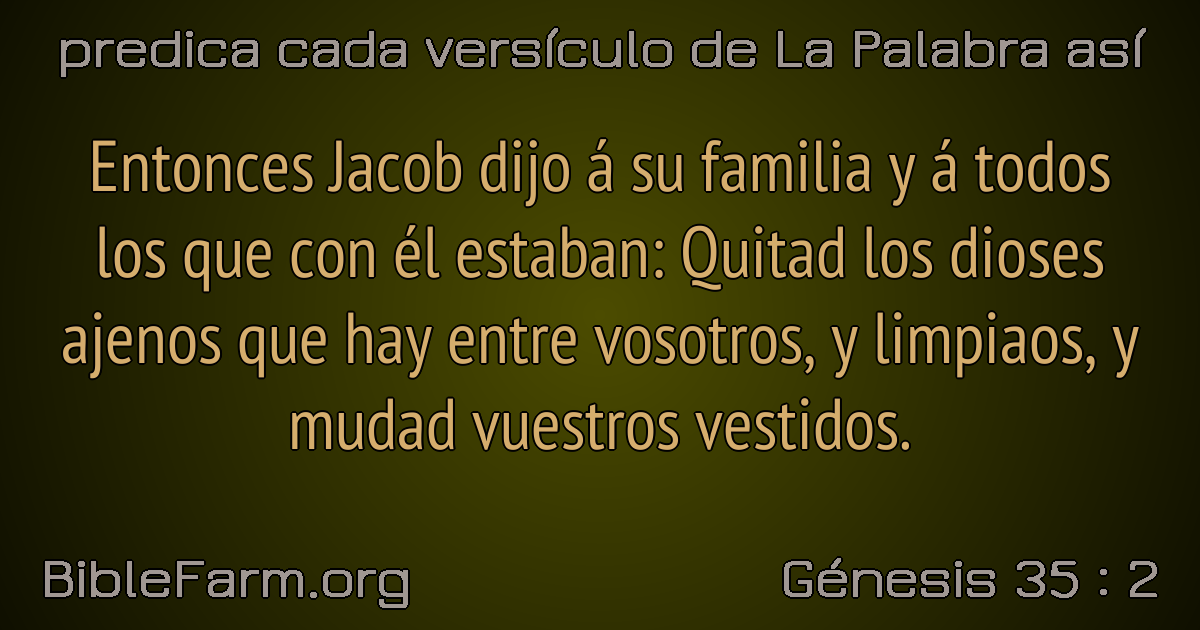 predica cada versículo de La Palabra así
Entonces Jacob dijo á su familia y á todos
los que con él estaban: Quitad los dioses
ajenos que hay entre vosotros, y limpiaos, y
mudad vuestros vestidos.
BibleFarm.org
Génesis 35 : 2